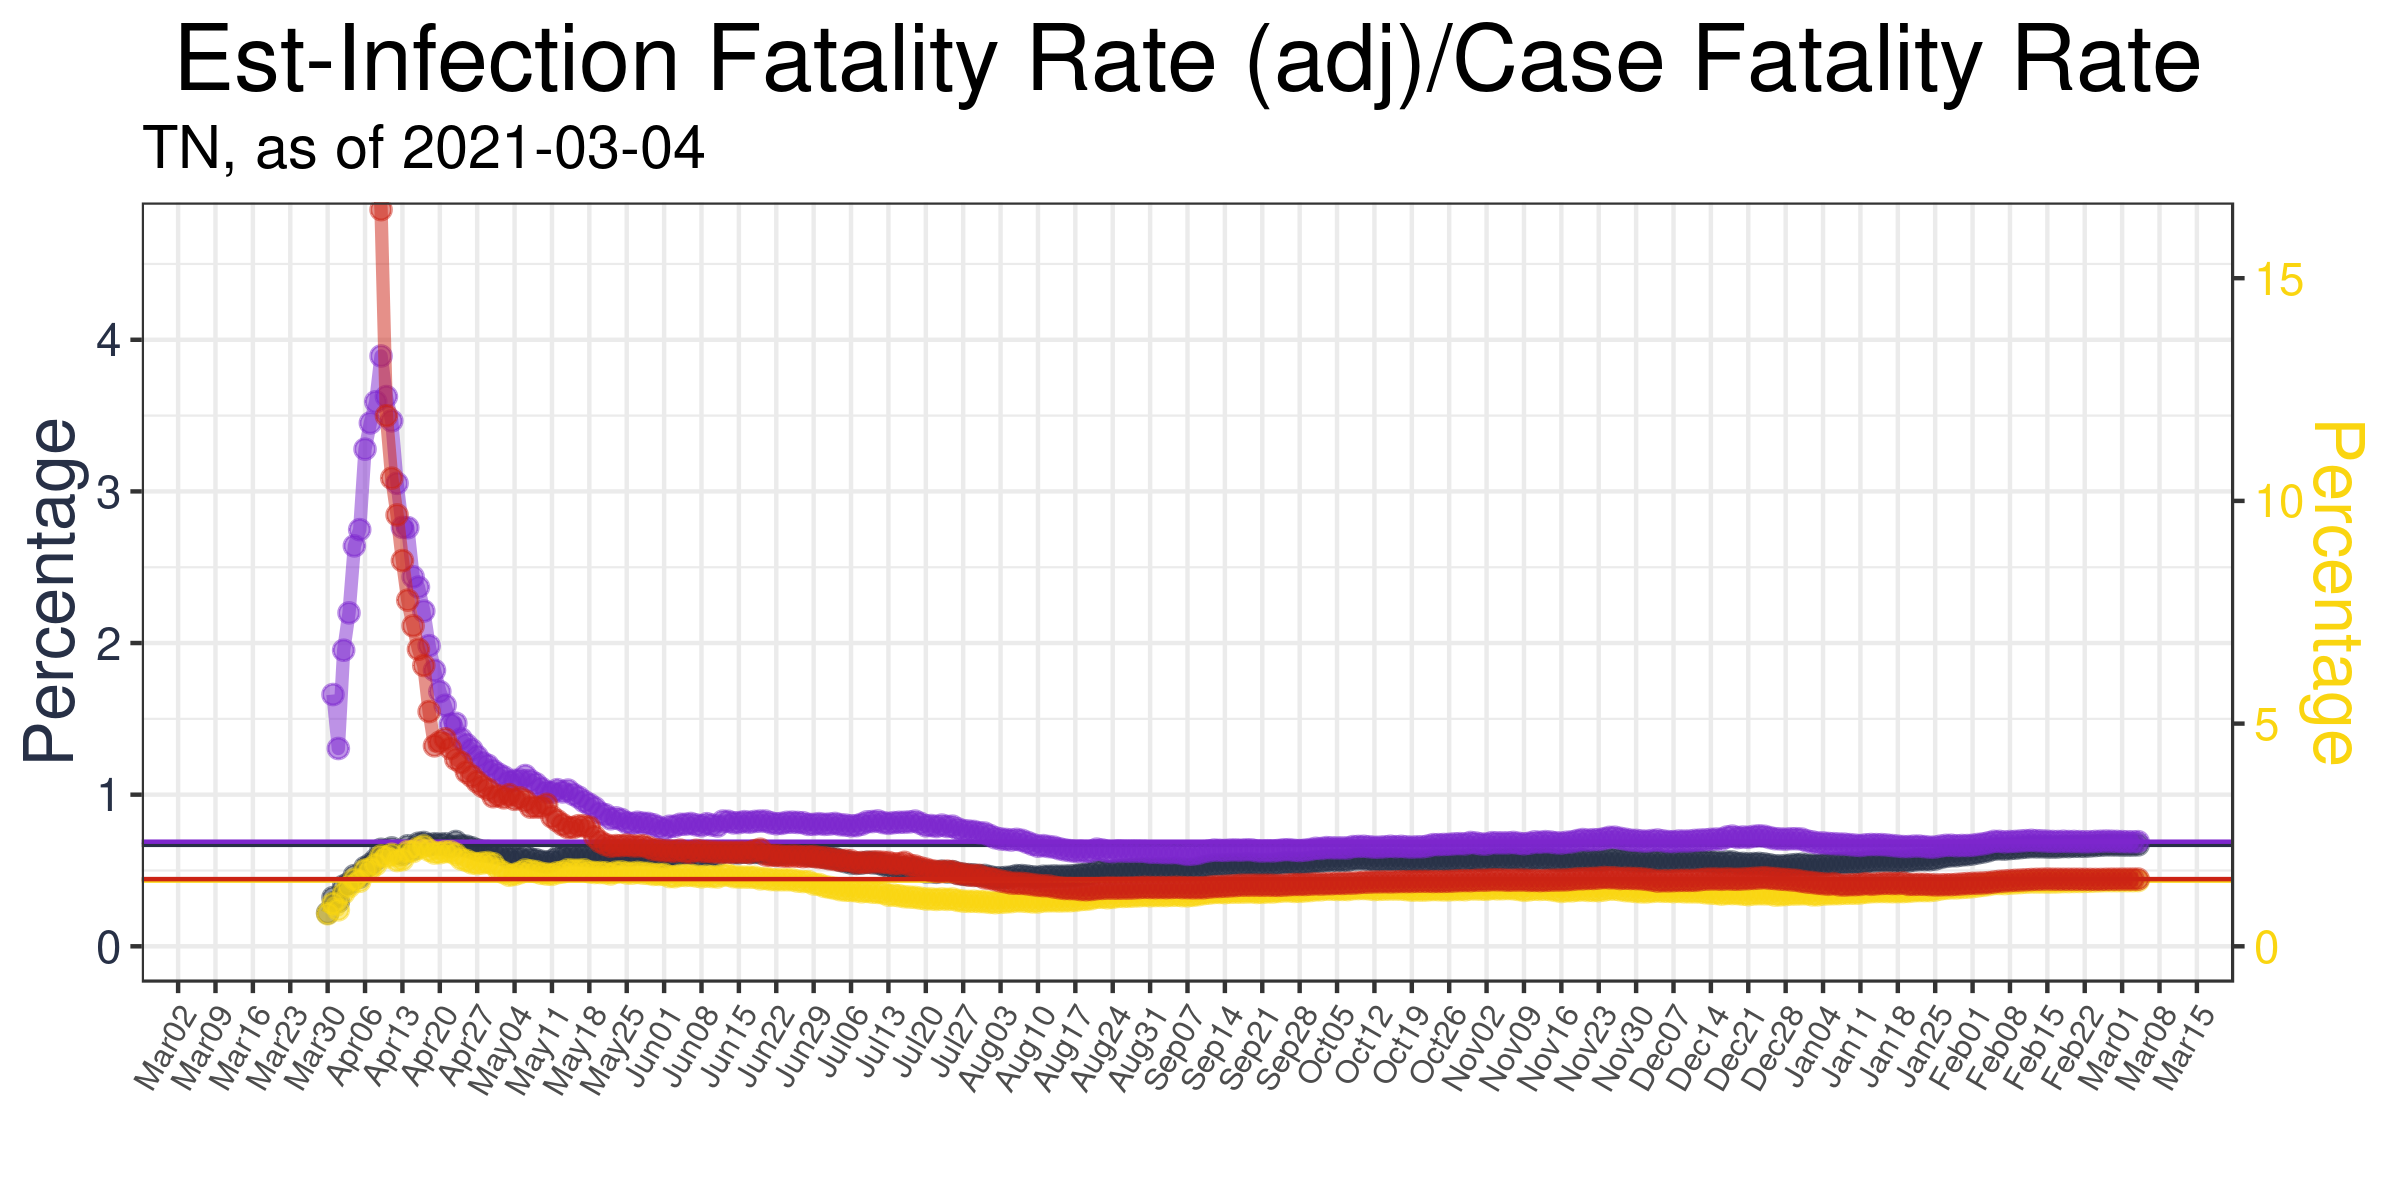 Est-Infection Fatality Rate (adj)/Case Fatality Rate
TN, as of 2021-03-04
Percentage
4
3
2
1
0
15
10
5
0
Percentage
Mar02
Mar09
Mar16
Mar23
Mar30
Apr06
Apr13
Apr20
Apr27
May04
May11
May18
May25
Jun01
Jun08
Jun15
Jun22
Jun29
Jul06
Jul13
Jul20
Jul27
Aug03
Aug10
Aug17
Aug24
Aug31
Sep07
Sep14
Sep21
Sep28
Oct05
Oct12
Oct19
Oct26
Nov02
Nov09
Nov16
Nov23
Nov30
Dec07
Dec14
Dec21
Dec28
Jan04
Jan11
Jan18
Jan25
Feb01
Feb08
Feb15
Feb22
Mar01
Mar08
Mar15